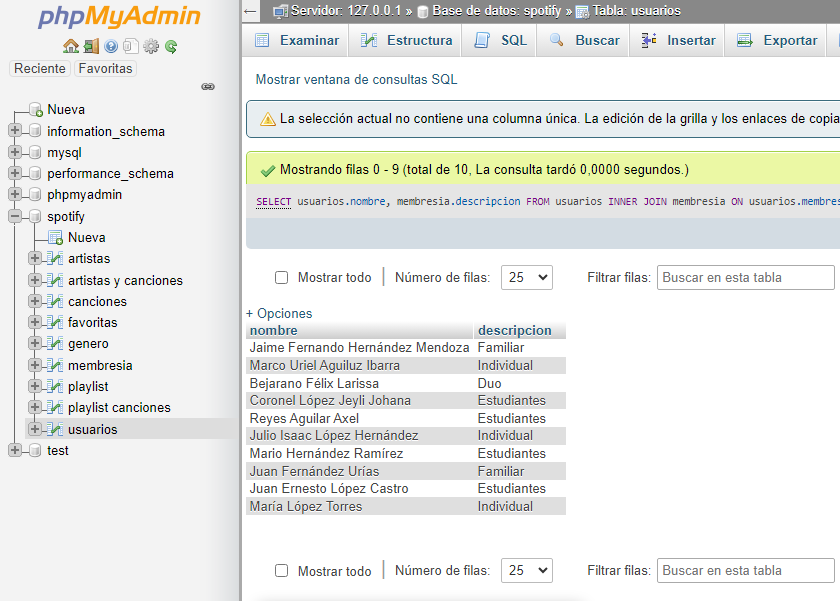 phpMyAdmin
Reciente Favoritas
Nueva
information_schema
mysql
performance_schema
phpmyadmin
spotify
Nueva
artistas
artistas y canciones
canciones
favoritas
genero
membresia
playlist
playlist canciones
usuarios
test
Servidor: 127.0.0.1 » Base de datos: spotify » Tabla: usuarios
Examinar Estructura SQL Buscar Insertar Exportar
Mostrar ventana de consultas SQL
La selección actual no contiene una columna única. La edición de la grilla y los enlaces de copia
Mostrando filas 0 - 9 (total de 10, La consulta tardó 0,0000 segundos.)
SELECT usuarios.nombre, membresia.descripcion FROM usuarios INNER JOIN membresia ON usuarios.membres
Mostrar todo Número de filas: 25 Filtrar filas: Buscar en esta tabla
+ Opciones
nombre descripcion
Jaime Fernando Hernández Mendoza Familiar
Marco Uriel Aguiluz Ibarra Individual
Bejarano Félix Larissa Duo
Coronel López Jeyli Johana Estudiantes
Reyes Aguilar Axel Estudiantes
Julio Isaac López Hernández Individual
Mario Hernández Ramírez Estudiantes
Juan Fernández Urías Familiar
Juan Ernesto López Castro Estudiantes
María López Torres Individual
Mostrar todo Número de filas: 25 Filtrar filas: Buscar en esta tabla